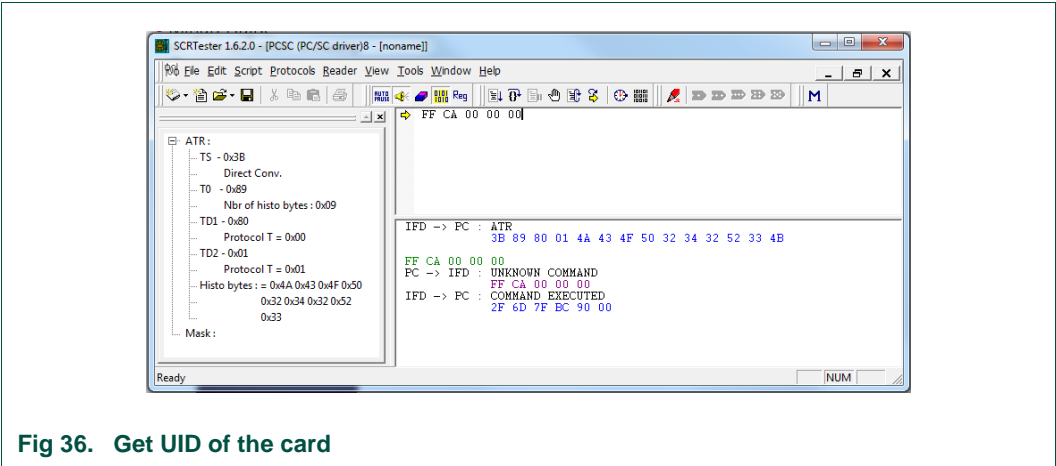 SCRTester 1.6.2.0 - [PCSC (PC/SC driver)8 - [noname]]
File Edit Script Protocols Reader View Tools Window Help
AUTO Reg M
FF CA 00 00 00
ATR :
TS - 0x3B
Direct Conv.
T0 - 0x89
Nbr of histo bytes : 0x09
TD1 - 0x80
Protocol T = 0x00
TD2 - 0x01
Protocol T = 0x01
Histo bytes : = 0x4A 0x43 0x4F 0x50
0x32 0x34 0x32 0x52
0x33
Mask :
IFD -> PC : ATR
3B 89 80 01 4A 43 4F 50 32 34 32 52 33 4B
FF CA 00 00 00
PC -> IFD : UNKNOWN COMMAND
FF CA 00 00 00
IFD -> PC : COMMAND EXECUTED
2F 6D 7F BC 90 00
Ready NUM
Fig 36. Get UID of the card